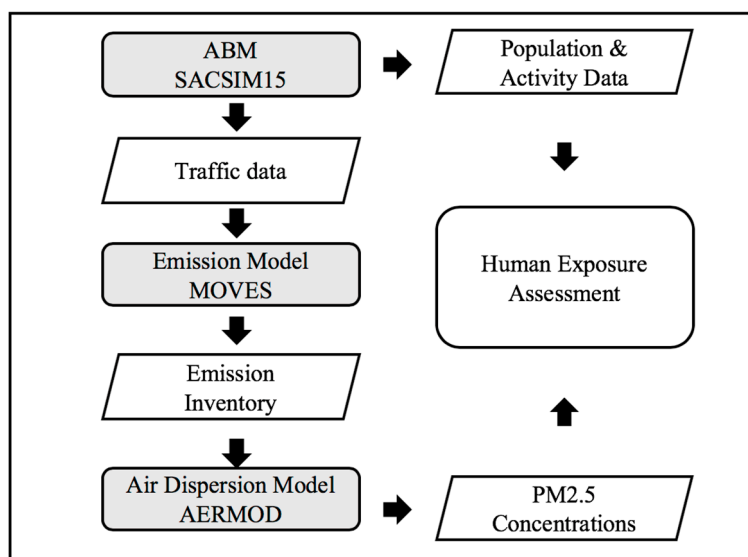 ABM
SACSIM15
Population &
Activity Data
Traffic data
Emission Model
MOVES
Human Exposure
Assessment
Emission
Inventory
Air Dispersion Model
AERMOD
PM2.5
Concentrations